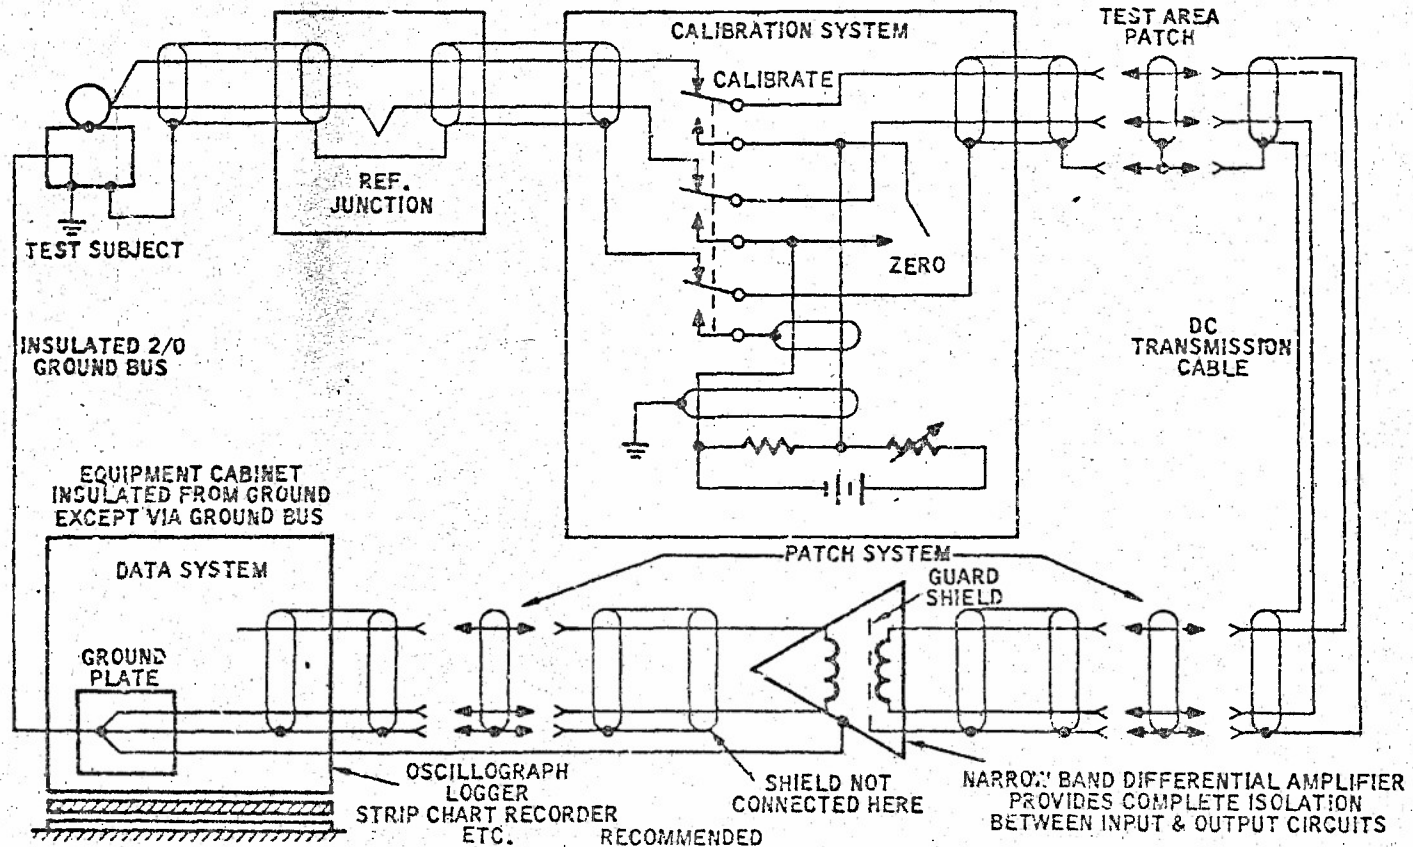 CALIBRATION SYSTEM
TEST AREA
PATCH
CALIBRATE
REF.
JUNCTION
TEST SUBJECT
ZERO
INSULATED 2/0
GROUND BUS
DC
TRANSMISSION
CABLE
EQUIPMENT CABINET
INSULATED FROM GROUND
EXCEPT VIA GROUND BUS
PATCH SYSTEM
DATA SYSTEM
GUARD
SHIELD
GROUND
PLATE
OSCILLOGRAPH
LOGGER
STRIP CHART RECORDER
ETC.
SHIELD NOT
CONNECTED HERE
NARROW BAND DIFFERENTIAL AMPLIFIER
PROVIDES COMPLETE ISOLATION
BETWEEN INPUT & OUTPUT CIRCUITS
RECOMMENDED